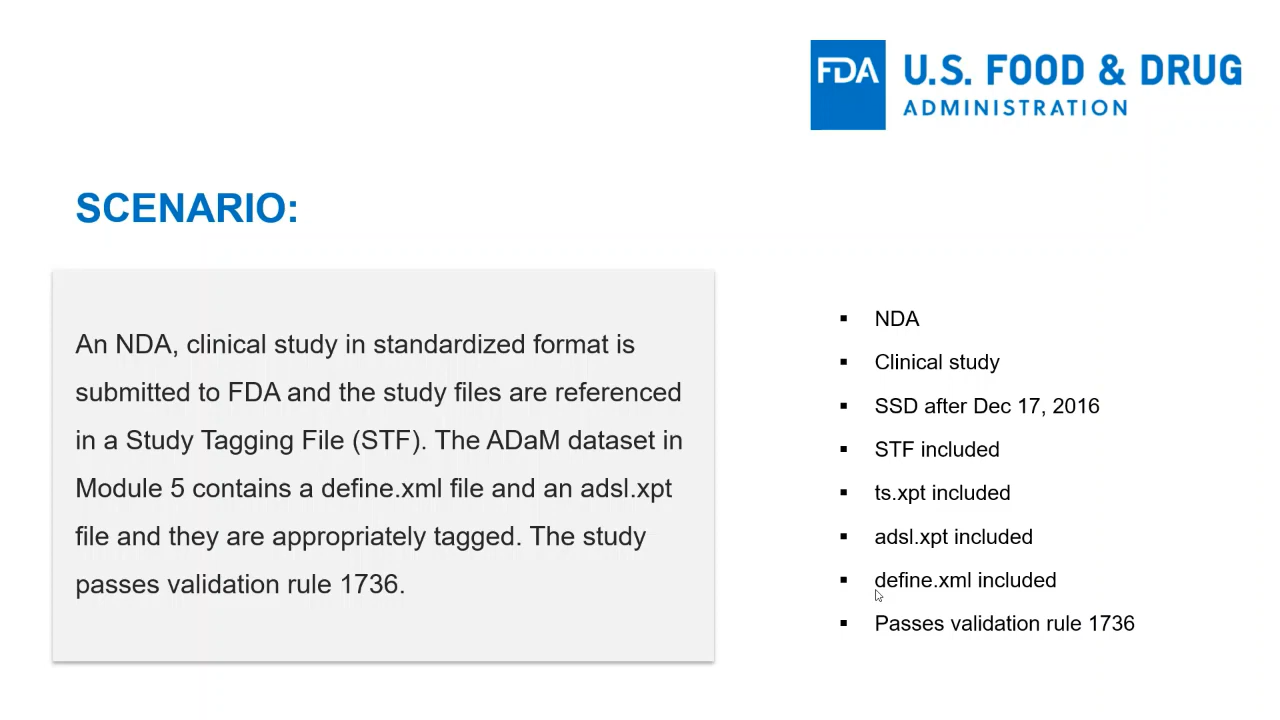 FDA U.S. FOOD & DRUG
ADMINISTRATION
SCENARIO:
An NDA, clinical study in standardized format is
submitted to FDA and the study files are referenced
in a Study Tagging File (STF). The ADaM dataset in
Module 5 contains a define.xml file and an adsl.xpt
file and they are appropriately tagged. The study
passes validation rule 1736.
▪ NDA
▪ Clinical study
▪ SSD after Dec 17, 2016
▪ STF included
▪ ts.xpt included
▪ adsl.xpt included
▪ define.xml included
▪ Passes validation rule 1736